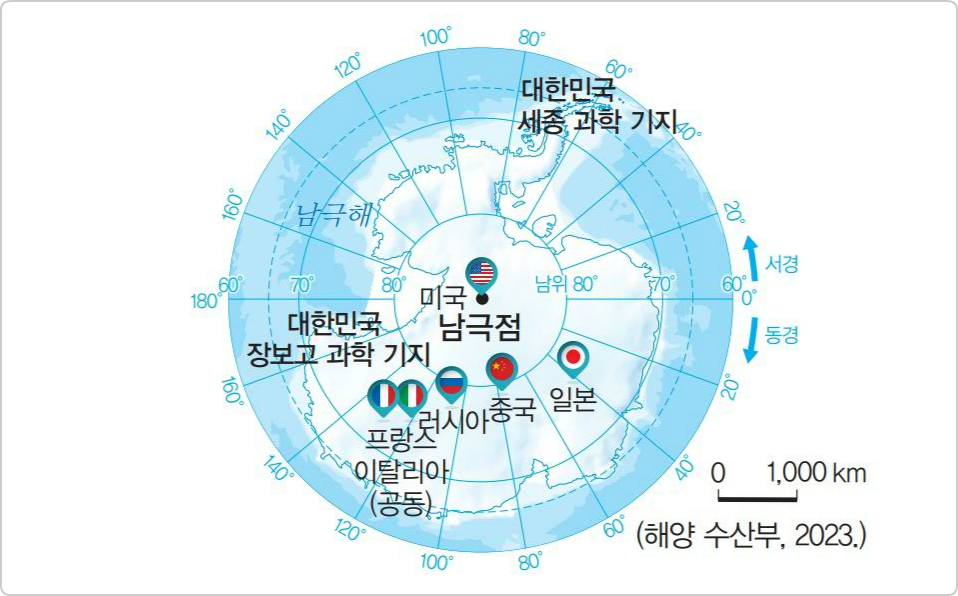 100°
80°
120°
60°
대한민국
세종 과학 기지
140°
40°
160°
20°
남극해
서경
60°
70°
80°
남위 80°
70°
60°
180°
0°
미국
남극점
대한민국
장보고 과학 기지
동경
160°
20°
일본
중국
러시아
프랑스
이탈리아
(공동)
140°
40°
0 1,000 km
120°
60°
(해양 수산부, 2023.)
100°
80°